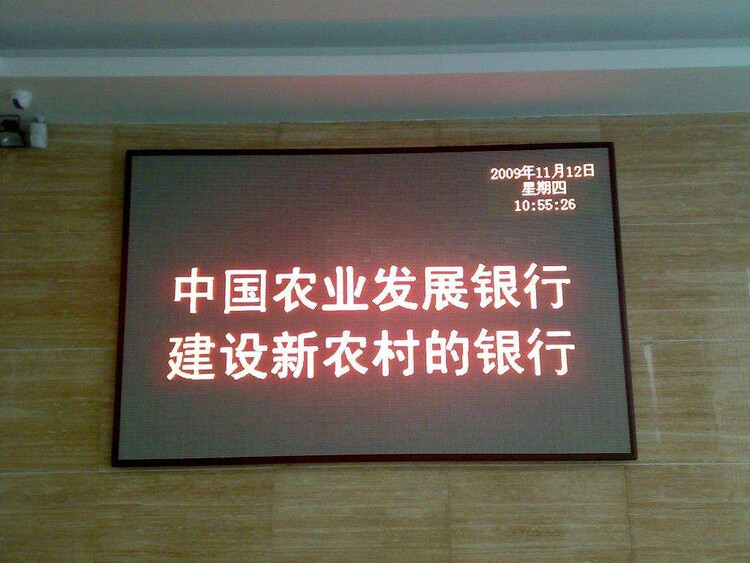 2009年11月12日
星期四
10:55:26
中国农业发展银行
建设新农村的银行